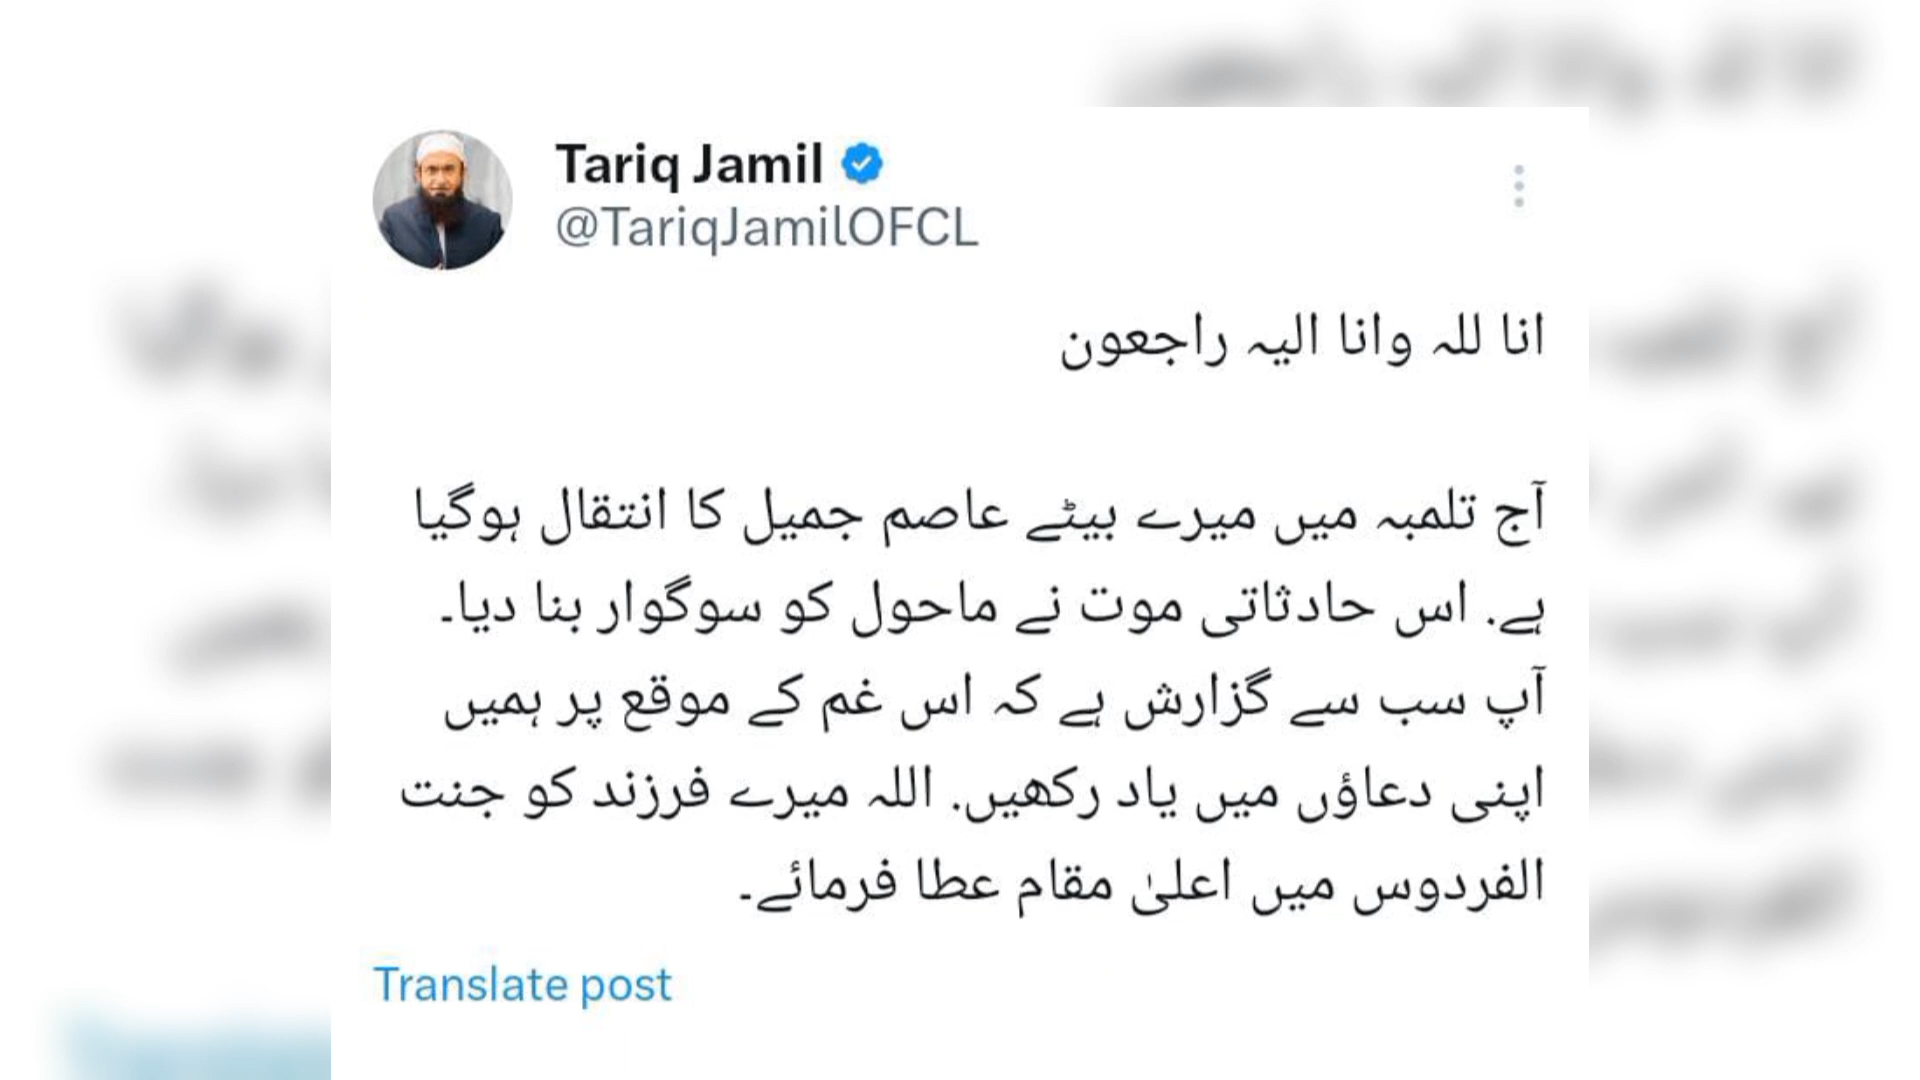 Tariq Jamil
@TariqJamilOFCL
انا للہ وانا الیہ راجعون
آج تلمبہ میں میرے بیٹے عاصم جمیل کا انتقال ہوگیا
ہے. اس حادثاتی موت نے ماحول کو سوگوار بنا دیا۔
آپ سب سے گزارش ہے کہ اس غم کے موقع پر ہمیں
اپنی دعاؤں میں یاد رکھیں. اللہ میرے فرزند کو جنت
الفردوس میں اعلیٰ مقام عطا فرمائے۔
Translate post